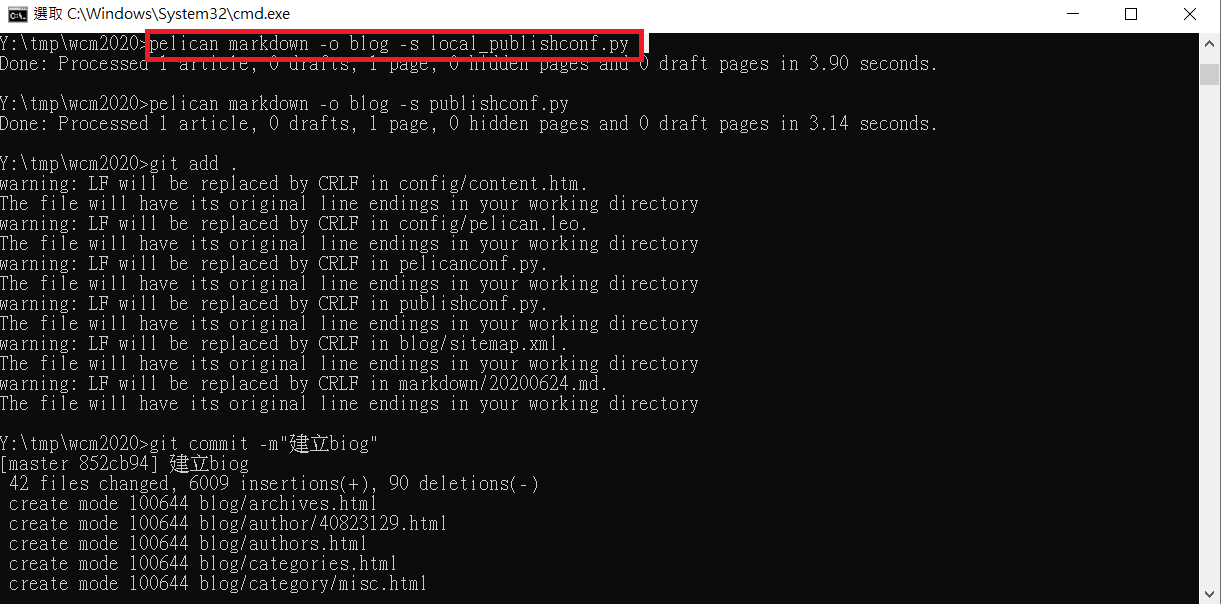 選取 C:\Windows\System32\cmd.exe
Y:\tmp\wcm2020>pelican markdown -o blog -s local_publishconf.py
Done: Processed 1 article, 0 drafts, 1 page, 0 hidden pages and 0 draft pages in 3.90 seconds.
Y:\tmp\wcm2020>pelican markdown -o blog -s publishconf.py
Done: Processed 1 article, 0 drafts, 1 page, 0 hidden pages and 0 draft pages in 3.14 seconds.
Y:\tmp\wcm2020>git add .
warning: LF will be replaced by CRLF in config/content.htm.
The file will have its original line endings in your working directory
warning: LF will be replaced by CRLF in config/pelican.leo.
The file will have its original line endings in your working directory
warning: LF will be replaced by CRLF in pelicanconf.py.
The file will have its original line endings in your working directory
warning: LF will be replaced by CRLF in publishconf.py.
The file will have its original line endings in your working directory
warning: LF will be replaced by CRLF in blog/sitemap.xml.
The file will have its original line endings in your working directory
warning: LF will be replaced by CRLF in markdown/20200624.md.
The file will have its original line endings in your working directory
Y:\tmp\wcm2020>git commit -m"建立biog"
[master 852cb94] 建立biog
42 files changed, 6009 insertions(+), 90 deletions(-)
create mode 100644 blog/archives.html
create mode 100644 blog/author/40823129.html
create mode 100644 blog/authors.html
create mode 100644 blog/categories.html
create mode 100644 blog/category/misc.html